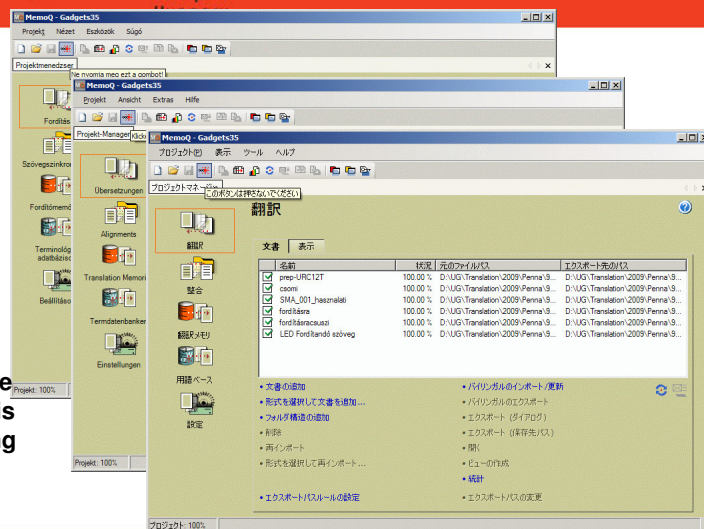 MemoQ - Gadgets35
Projekt Nézet Eszközök Súgó
Projektmenedzser
Ne nyomja meg ezt a gombot!
Fordítás
Szövegszinkro
Fordítómemó
Terminológ
adatbázis
Beállításo
Projekt: 100%
MemoQ - Gadgets35
Projekt Ansicht Extras Hilfe
Projekt-Manager
Klick
Übersetzungen
Alignments
Translation Memori
Termdatenbanken
Einstellungen
Projekt: 100%
MemoQ - Gadgets35
プロジェクト(P) 表示 ツール ヘルプ
プロジェクトマネージャ
このボタンは押さないでください
翻訳
整合
翻訳メモリ
用語ベース
設定
翻訳
文書 表示
名前 状況 元のファイルパス エクスポート先のパス
prep-URC12T 100.00 % D:\UG\Translation\2009\Penna\9... D:\UG\Translation\2009\Penna\9...
csomi 100.00 % D:\UG\Translation\2009\Penna\9... D:\UG\Translation\2009\Penna\9...
SMA_001_hasznalati 100.00 % D:\UG\Translation\2009\Penna\9... D:\UG\Translation\2009\Penna\9...
fordításra 100.00 % D:\UG\Translation\2009\Penna\9... D:\UG\Translation\2009\Penna\9...
fordításracsuszi 100.00 % D:\UG\Translation\2009\Penna\9... D:\UG\Translation\2009\Penna\9...
LED Fordítandó szöveg 100.00 % D:\UG\Translation\2009\Penna\9... D:\UG\Translation\2009\Penna\9...
• 文書の追加 • バイリンガルのインポート/更新
• 形式を選択して文書を追加... • バイリンガルのエクスポート
• フォルダ構造の追加 • エクスポート (ダイアログ)
• 削除 • エクスポート ((保存先パス)
• 再インポート • 開く
• 形式を選択して再インポート... • ビューの作成
• 統計
• エクスポートパスルールの設定 • エクスポートパスの変更
プロジェクト: 100%
e
is
ng